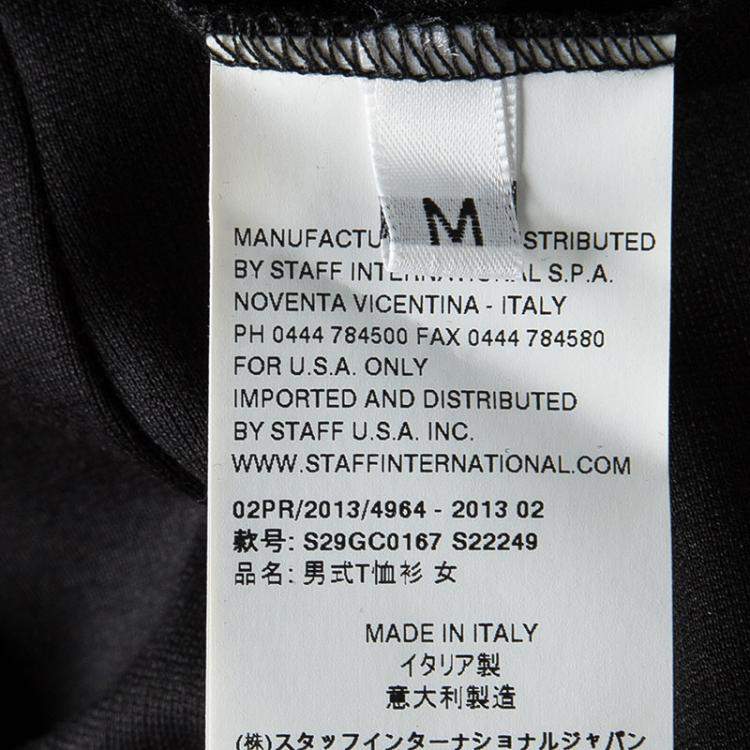 M
MANUFACTU STRIBUTED
BY STAFF INTERNATIONAL S.P.A.
NOVENTA VICENTINA - ITALY
PH 0444 784500 FAX 0444 784580
FOR U.S.A. ONLY
IMPORTED AND DISTRIBUTED
BY STAFF U.S.A. INC.
WWW.STAFFINTERNATIONAL.COM
02PR/2013/4964 - 2013 02
款号: S29GC0167 S22249
品名: 男式T恤衫 女
MADE IN ITALY
イタリア製
意大利製造
(株)スタッフインターナショナルジャパン